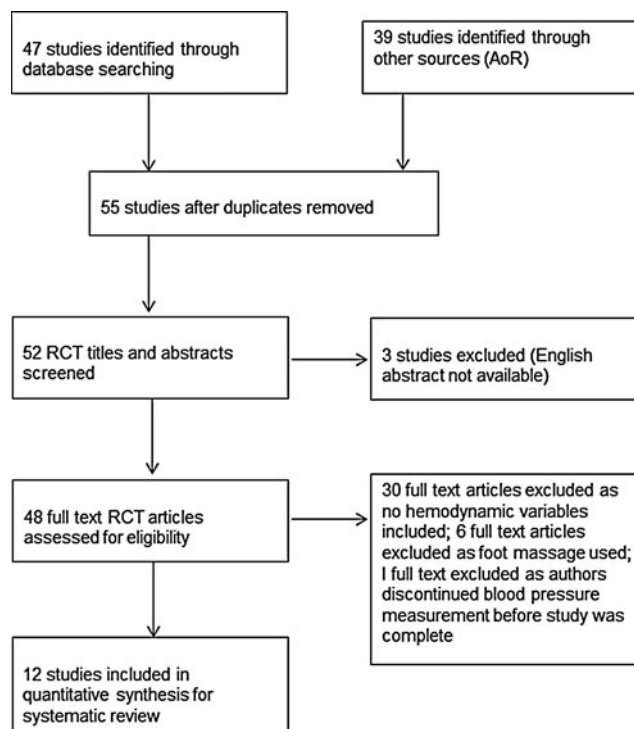 47 studies identified through
database searching
39 studies identified through
other sources (AoR)
55 studies after duplicates removed
52 RCT titles and abstracts
screened
3 studies excluded (English
abstract not available)
48 full text RCT articles
assessed for eligibility
30 full text articles excluded as
no hemodynamic variables
included; 6 full text articles
excluded as foot massage used;
I full text excluded as authors
discontinued blood pressure
measurement before study was
complete
12 studies included in
quantitative synthesis for
systematic review